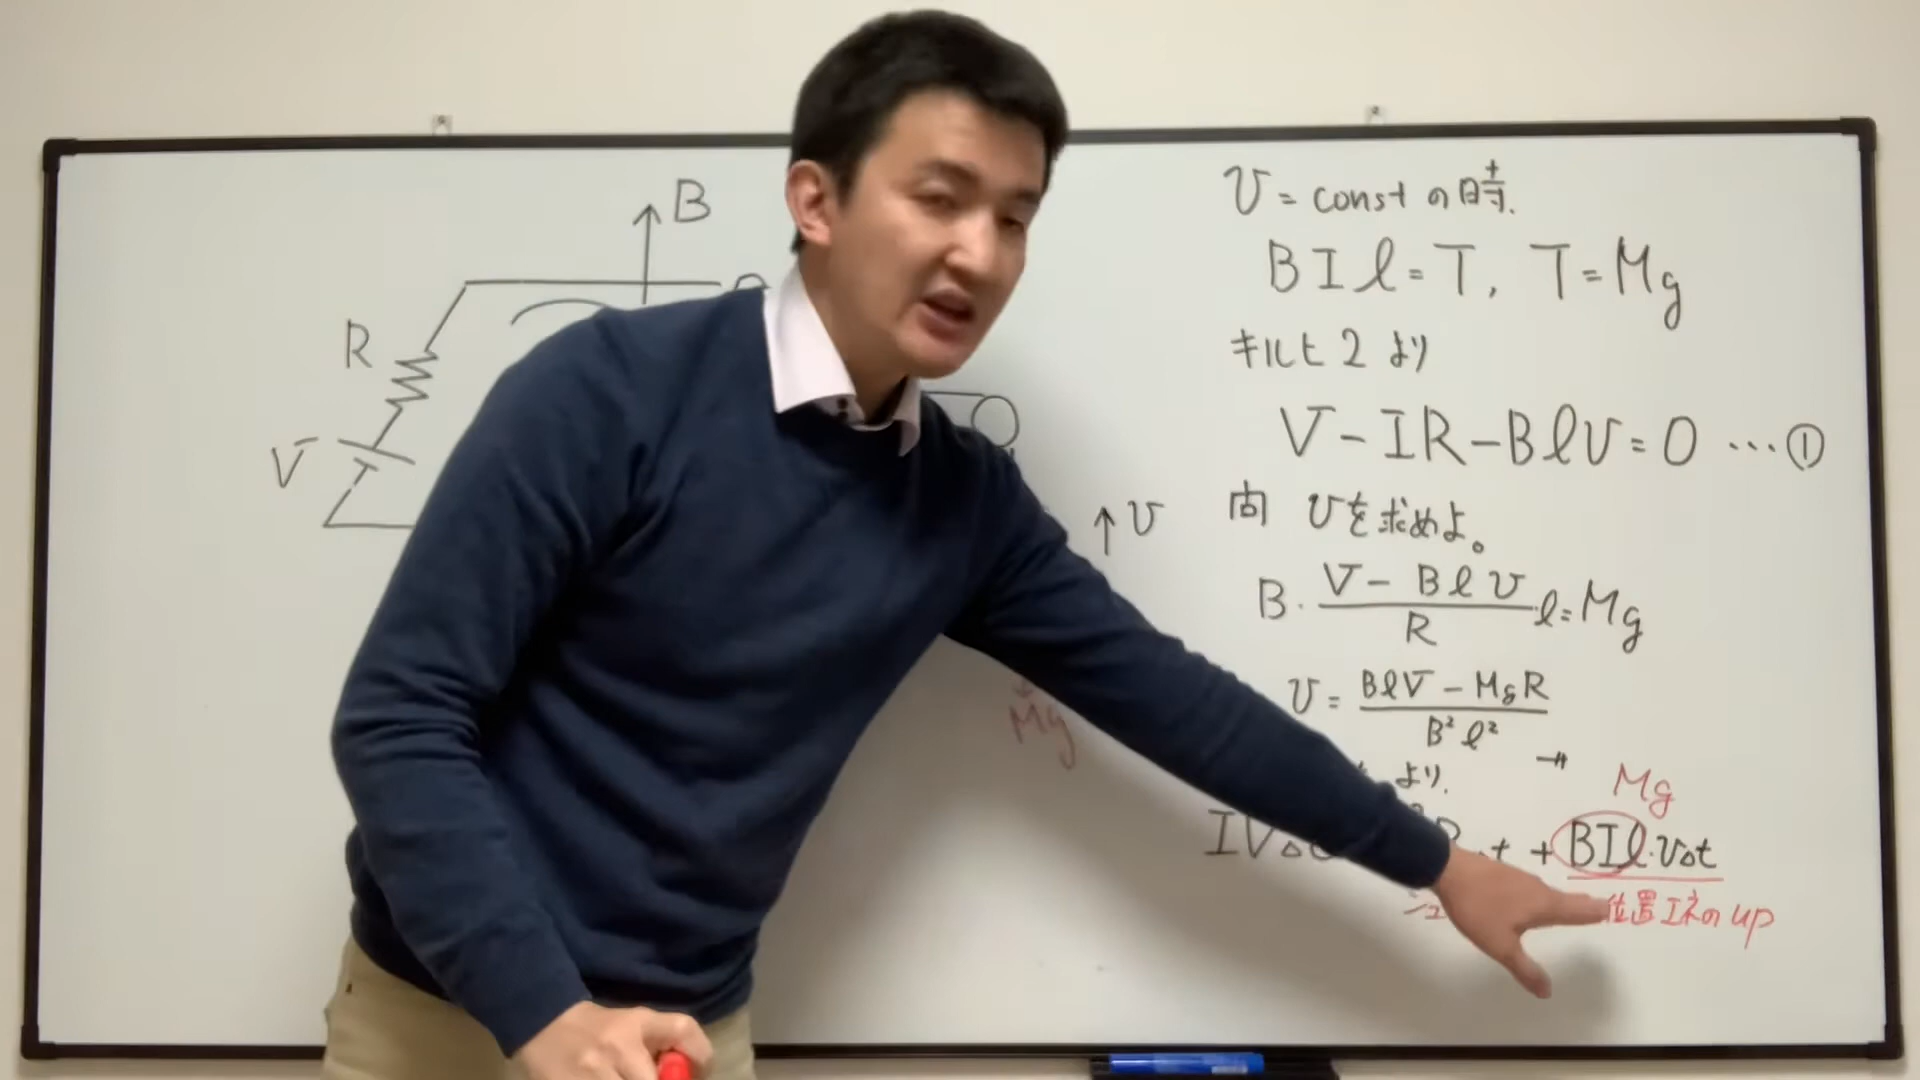 B
R
V
↑v
Mg
v = const の時.
BIl = T, T = Mg
キルヒ2より
V - IR - Blv = 0 … ①
問 vを求めよ。
B · (V - Blv)/R · l = Mg
v = (BlV - MgR)/(B²l²)
より.
Mg
IVΔt + BIl·vΔt
位置エネのup